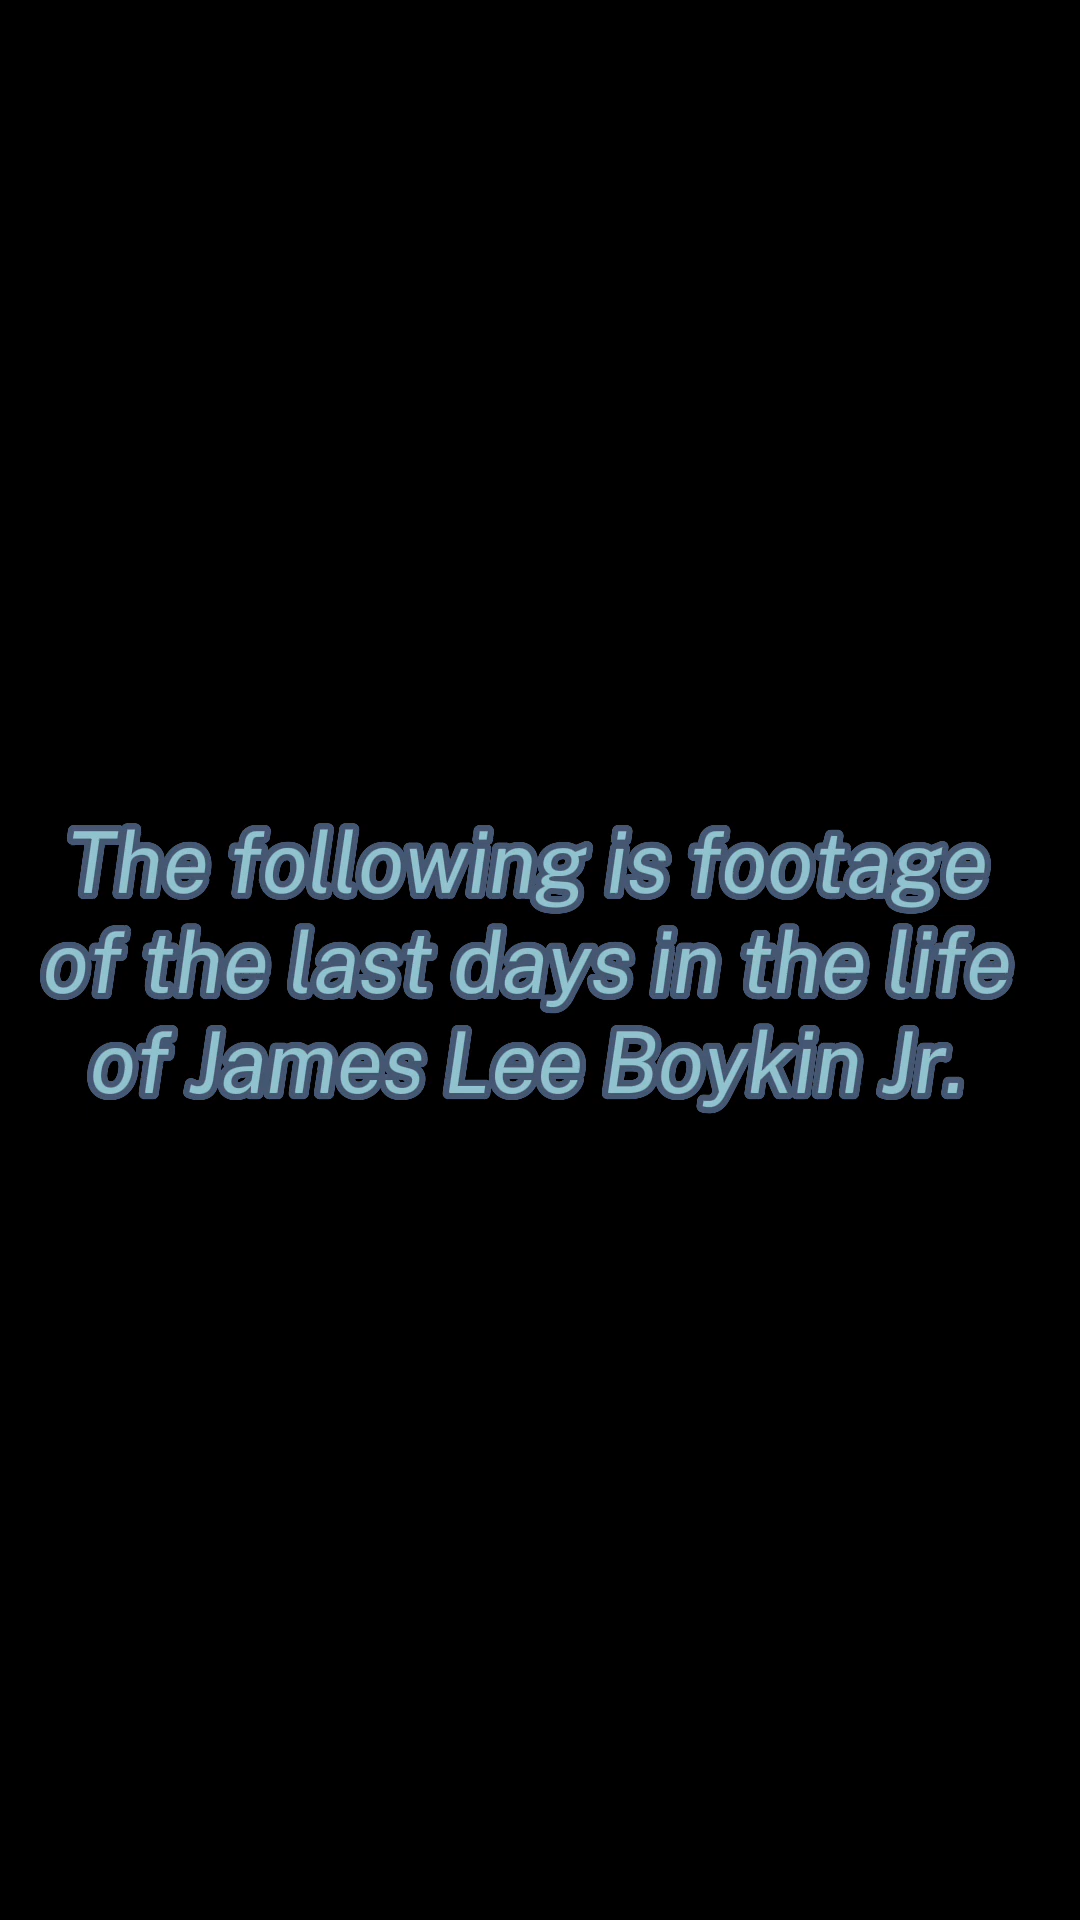 The following is footage
of the last days in the life
of James Lee Boykin Jr.